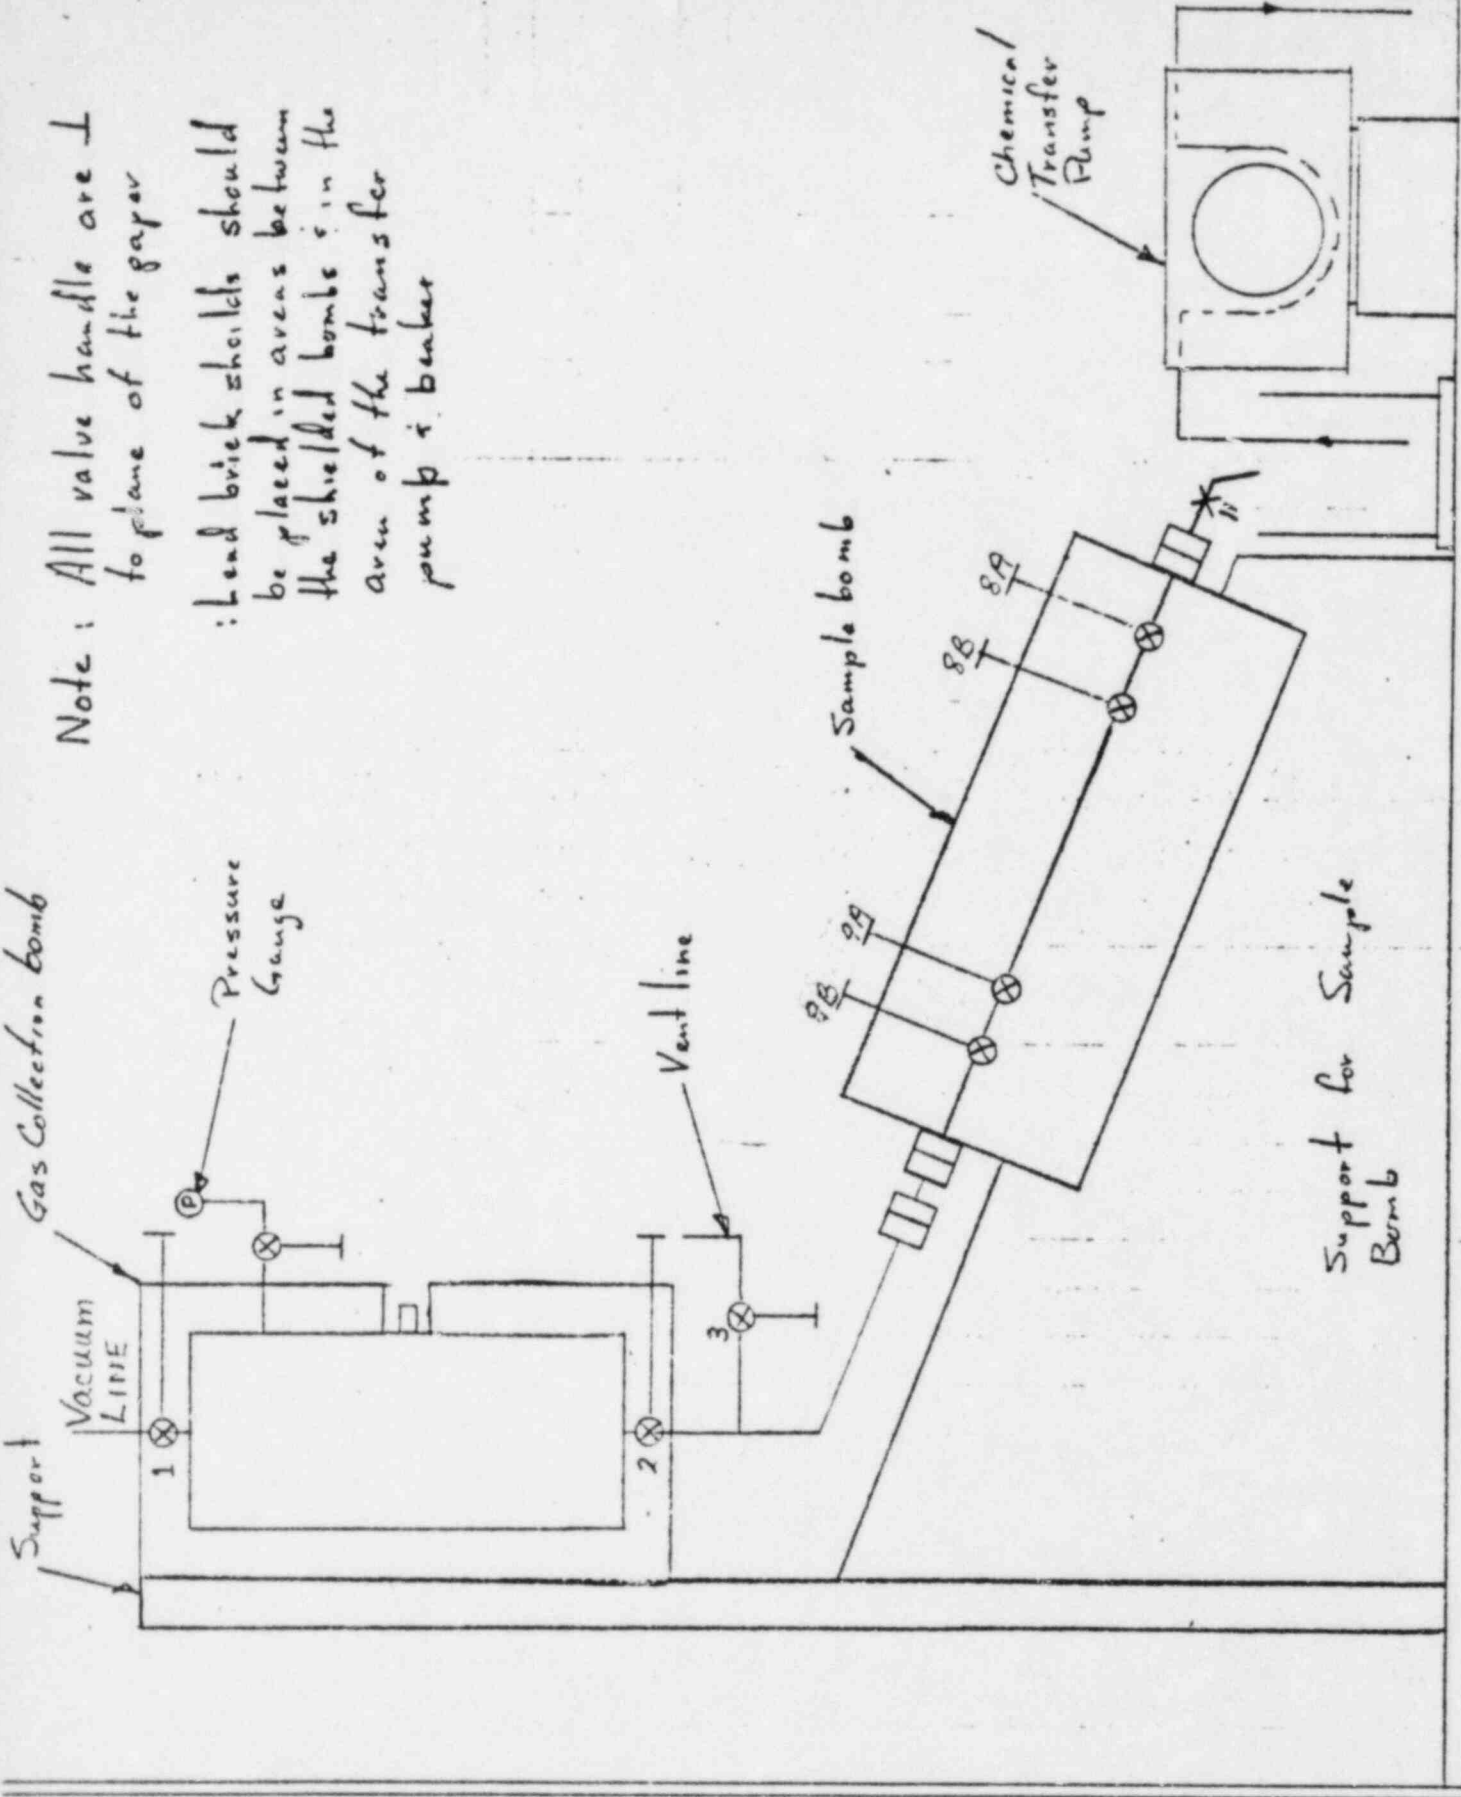 Note: All value handle are ⊥
to plane of the paper
: Lead brick sheilds should
be placed in areas between
the shielded bombs & in the
area of the transfer
pump & beaker
Support
Gas Collection bomb
Vacuum
LINE
P
Pressure
Gauge
1
2
3
Vent line
Sample bomb
9B
9A
8B
8A
11
Chemical
Transfer
Pump
Support for Sample
Bomb